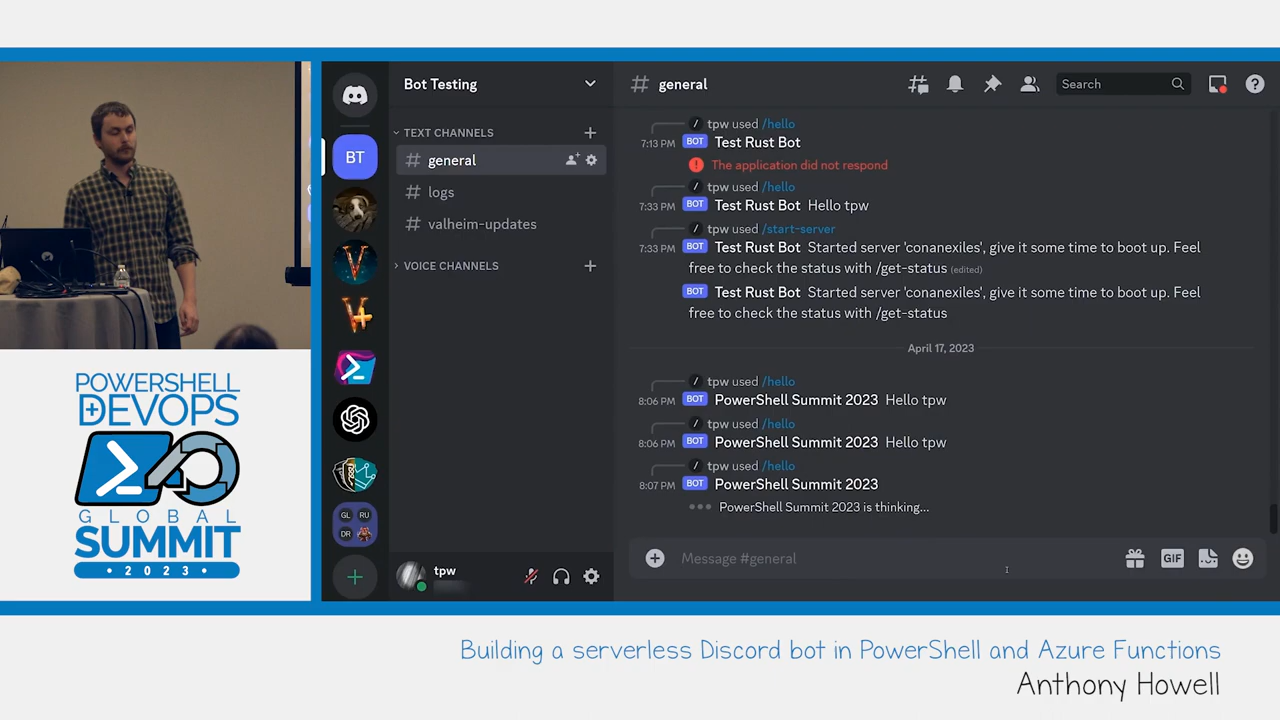 POWERSHELL
+DEVOPS
GLOBAL
SUMMIT
• 2023 •
BT
GL RU
DR
Bot Testing
TEXT CHANNELS
general
logs
valheim-updates
VOICE CHANNELS
tpw
# general
Search
tpw used /hello
7:13 PM BOT Test Rust Bot
The application did not respond
tpw used /hello
7:33 PM BOT Test Rust Bot Hello tpw
tpw used /start-server
7:33 PM BOT Test Rust Bot Started server 'conanexiles', give it some time to boot up. Feel
free to check the status with /get-status (edited)
BOT Test Rust Bot Started server 'conanexiles', give it some time to boot up. Feel
free to check the status with /get-status
April 17, 2023
tpw used /hello
8:06 PM BOT PowerShell Summit 2023 Hello tpw
tpw used /hello
8:06 PM BOT PowerShell Summit 2023 Hello tpw
tpw used /hello
8:07 PM BOT PowerShell Summit 2023
PowerShell Summit 2023 is thinking...
Message #general
GIF
Building a serverless Discord bot in PowerShell and Azure Functions
Anthony Howell